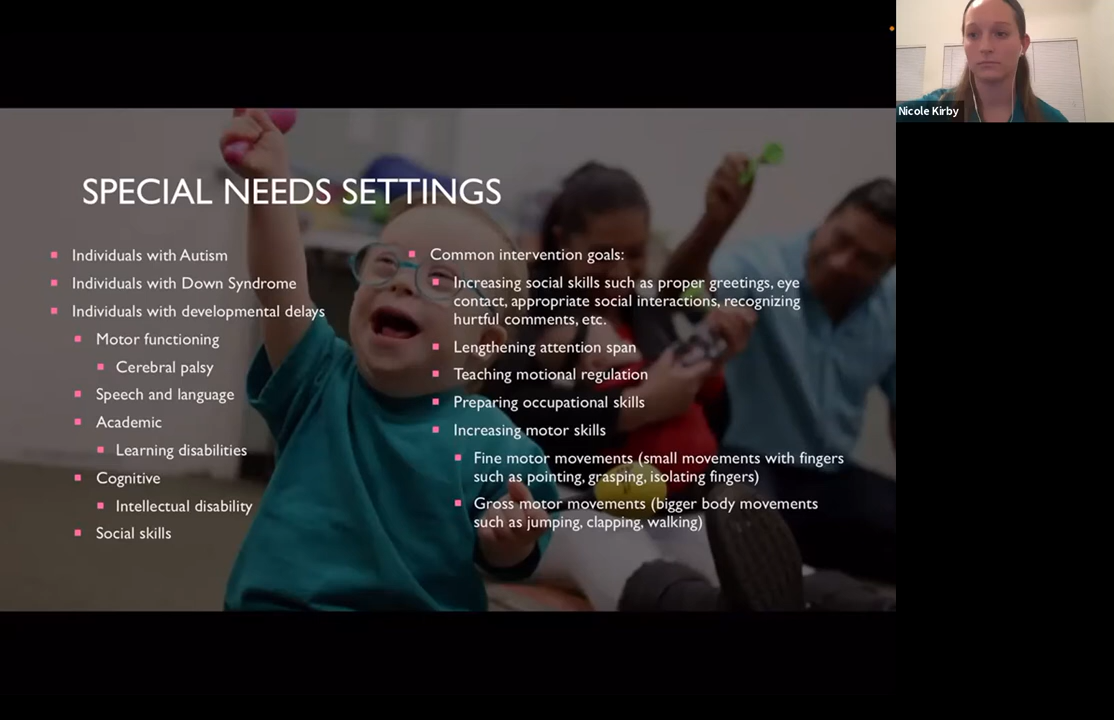 SPECIAL NEEDS SETTINGS
Individuals with Autism
Individuals with Down Syndrome
Individuals with developmental delays
Motor functioning
Cerebral palsy
Speech and language
Academic
Learning disabilities
Cognitive
Intellectual disability
Social skills
Common intervention goals:
Increasing social skills such as proper greetings, eye
contact, appropriate social interactions, recognizing
hurtful comments, etc.
Lengthening attention span
Teaching motional regulation
Preparing occupational skills
Increasing motor skills
Fine motor movements (small movements with fingers
such as pointing, grasping, isolating fingers)
Gross motor movements (bigger body movements
such as jumping, clapping, walking)
Nicole Kirby